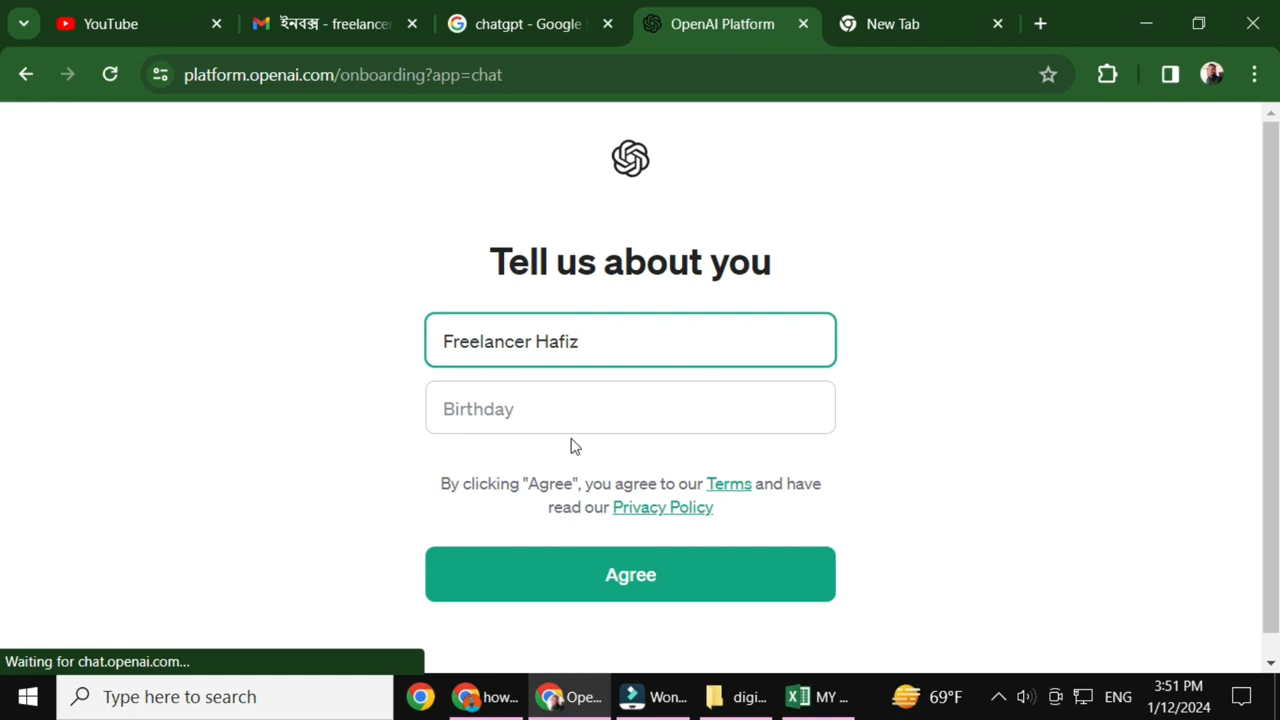 YouTube
ইনবক্স - freelancer
chatgpt - Google
OpenAI Platform
New Tab
platform.openai.com/onboarding?app=chat
Tell us about you
Freelancer Hafiz
Birthday
By clicking "Agree", you agree to our Terms and have
read our Privacy Policy
Agree
Waiting for chat.openai.com...
Type here to search
how...
Ope...
Won...
digi...
MY ...
69°F
ENG
3:51 PM
1/12/2024